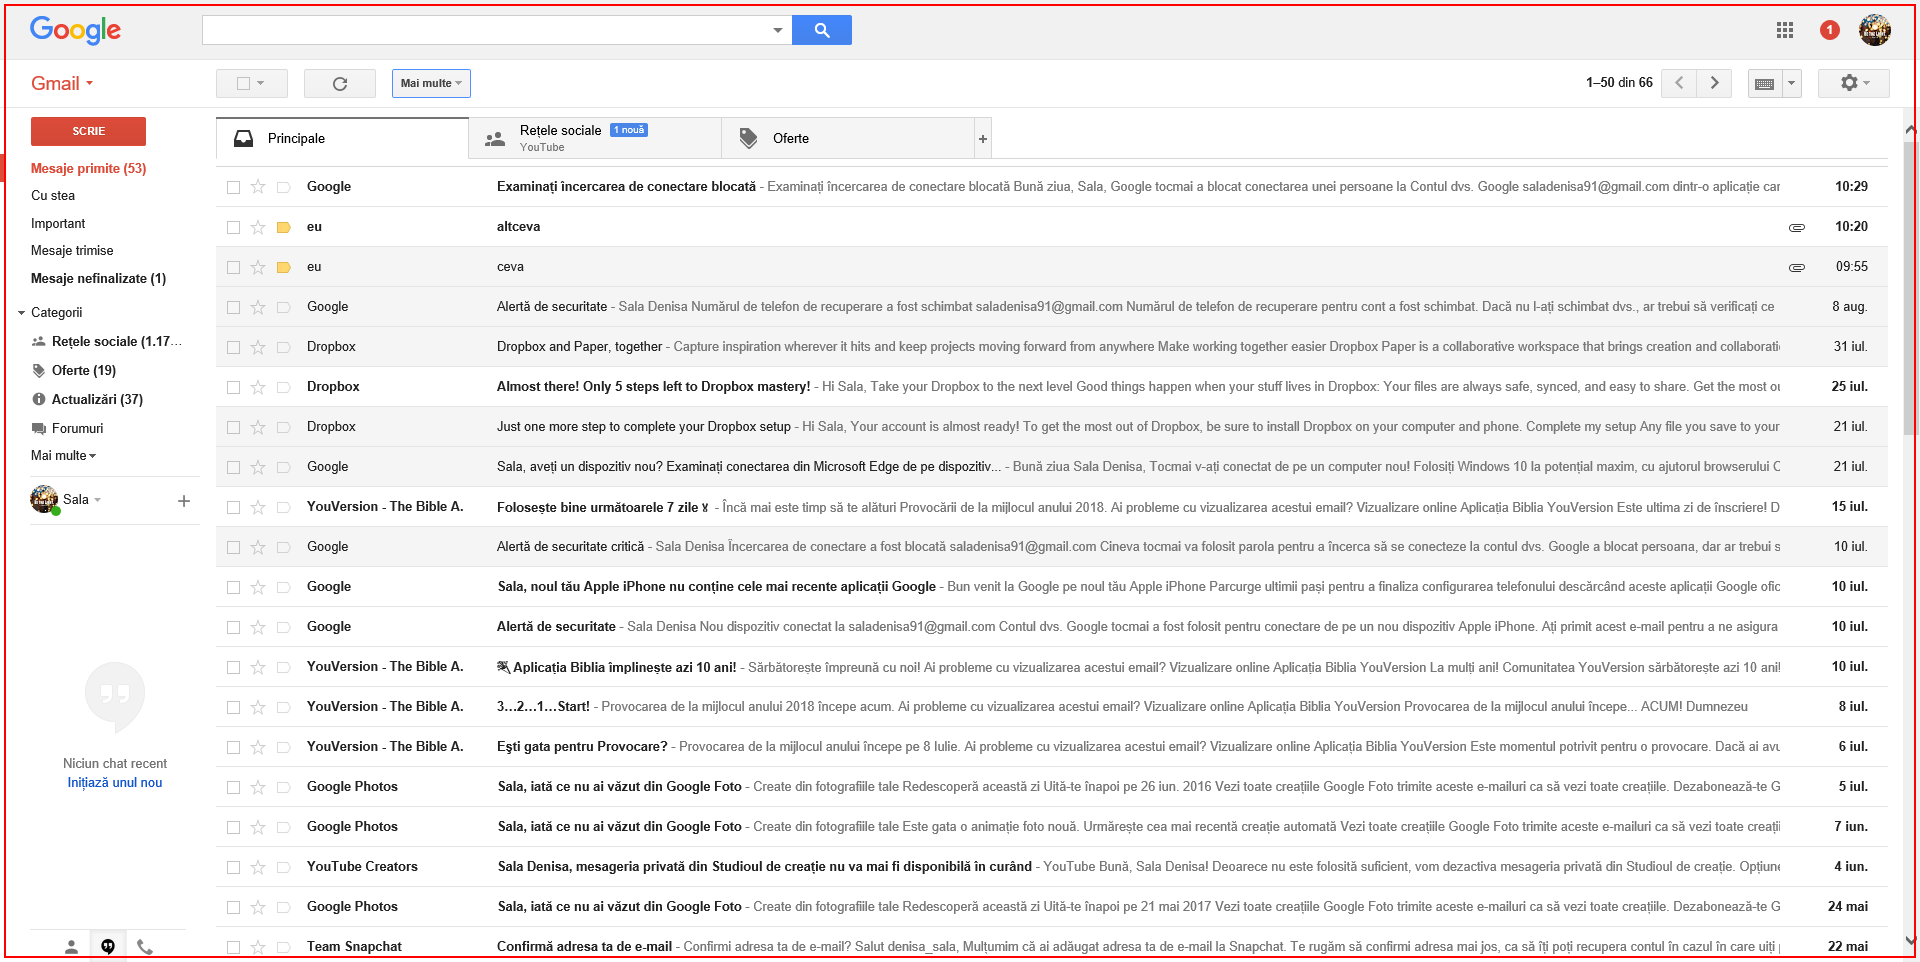 Google
1
Gmail
Mai multe
1–50 din 66
SCRIE
Principale
Rețele sociale 1 nouă
YouTube
Oferte
+
Mesaje primite (53)
Cu stea
Important
Mesaje trimise
Mesaje nefinalizate (1)
Categorii
Rețele sociale (1.17...
Oferte (19)
Actualizări (37)
Forumuri
Mai multe
Sala
Niciun chat recent
Inițiază unul nou
Google Examinați încercarea de conectare blocată - Examinați încercarea de conectare blocată Bună ziua, Sala, Google tocmai a blocat conectarea unei persoane la Contul dvs. Google saladenisa91@gmail.com dintr-o aplicație car 10:29
eu altceva 10:20
eu ceva 09:55
Google Alertă de securitate - Sala Denisa Numărul de telefon de recuperare a fost schimbat saladenisa91@gmail.com Numărul de telefon de recuperare pentru cont a fost schimbat. Dacă nu l-ați schimbat dvs., ar trebui să verificați ce 8 aug.
Dropbox Dropbox and Paper, together - Capture inspiration wherever it hits and keep projects moving forward from anywhere Make working together easier Dropbox Paper is a collaborative workspace that brings creation and collaborati 31 iul.
Dropbox Almost there! Only 5 steps left to Dropbox mastery! - Hi Sala, Take your Dropbox to the next level Good things happen when your stuff lives in Dropbox: Your files are always safe, synced, and easy to share. Get the most ou 25 iul.
Dropbox Just one more step to complete your Dropbox setup - Hi Sala, Your account is almost ready! To get the most out of Dropbox, be sure to install Dropbox on your computer and phone. Complete my setup Any file you save to your 21 iul.
Google Sala, aveți un dispozitiv nou? Examinați conectarea din Microsoft Edge de pe dispozitiv... - Bună ziua Sala Denisa, Tocmai v-ați conectat de pe un computer nou! Folosiți Windows 10 la potențial maxim, cu ajutorul browserului C 21 iul.
YouVersion - The Bible A. Folosește bine următoarele 7 zile - Încă mai este timp să te alături Provocării de la mijlocul anului 2018. Ai probleme cu vizualizarea acestui email? Vizualizare online Aplicația Biblia YouVersion Este ultima zi de înscriere! D 15 iul.
Google Alertă de securitate critică - Sala Denisa Încercarea de conectare a fost blocată saladenisa91@gmail.com Cineva tocmai va folosit parola pentru a încerca să se conecteze la contul dvs. Google a blocat persoana, dar ar trebui s 10 iul.
Google Sala, noul tău Apple iPhone nu conține cele mai recente aplicații Google - Bun venit la Google pe noul tău Apple iPhone Parcurge ultimii pași pentru a finaliza configurarea telefonului descărcând aceste aplicații Google ofic 10 iul.
Google Alertă de securitate - Sala Denisa Nou dispozitiv conectat la saladenisa91@gmail.com Contul dvs. Google tocmai a fost folosit pentru conectare de pe un nou dispozitiv Apple iPhone. Ați primit acest e-mail pentru a ne asigura 10 iul.
YouVersion - The Bible A. Aplicația Biblia împlinește azi 10 ani! - Sărbătorește împreună cu noi! Ai probleme cu vizualizarea acestui email? Vizualizare online Aplicația Biblia YouVersion La mulți ani! Comunitatea YouVersion sărbătorește azi 10 ani! 10 iul.
YouVersion - The Bible A. 3...2...1...Start! - Provocarea de la mijlocul anului 2018 începe acum. Ai probleme cu vizualizarea acestui email? Vizualizare online Aplicația Biblia YouVersion Provocarea de la mijlocul anului începe... ACUM! Dumnezeu 8 iul.
YouVersion - The Bible A. Ești gata pentru Provocare? - Provocarea de la mijlocul anului începe pe 8 Iulie. Ai probleme cu vizualizarea acestui email? Vizualizare online Aplicația Biblia YouVersion Este momentul potrivit pentru o provocare. Dacă ai avu 6 iul.
Google Photos Sala, iată ce nu ai văzut din Google Foto - Create din fotografiile tale Redescoperă această zi Uită-te înapoi pe 26 iun. 2016 Vezi toate creațiile Google Foto trimite aceste e-mailuri ca să vezi toate creațiile. Dezabonează-te G 5 iul.
Google Photos Sala, iată ce nu ai văzut din Google Foto - Create din fotografiile tale Este gata o animație foto nouă. Urmărește cea mai recentă creație automată Vezi toate creațiile Google Foto trimite aceste e-mailuri ca să vezi toate creații 7 iun.
YouTube Creators Sala Denisa, mesageria privată din Studioul de creație nu va mai fi disponibilă în curând - YouTube Bună, Sala Denisa! Deoarece nu este folosită suficient, vom dezactiva mesageria privată din Studioul de creație. Opțiune 4 iun.
Google Photos Sala, iată ce nu ai văzut din Google Foto - Create din fotografiile tale Redescoperă această zi Uită-te înapoi pe 21 mai 2017 Vezi toate creațiile Google Foto trimite aceste e-mailuri ca să vezi toate creațiile. Dezabonează-te G 24 mai
Team Snapchat Confirmă adresa ta de e-mail - Confirmi adresa ta de e-mail? Salut denisa_sala, Mulțumim că ai adăugat adresa ta de e-mail la Snapchat. Te rugăm să confirmi adresa mai jos, ca să îți poți recupera contul în cazul în care uiți 22 mai